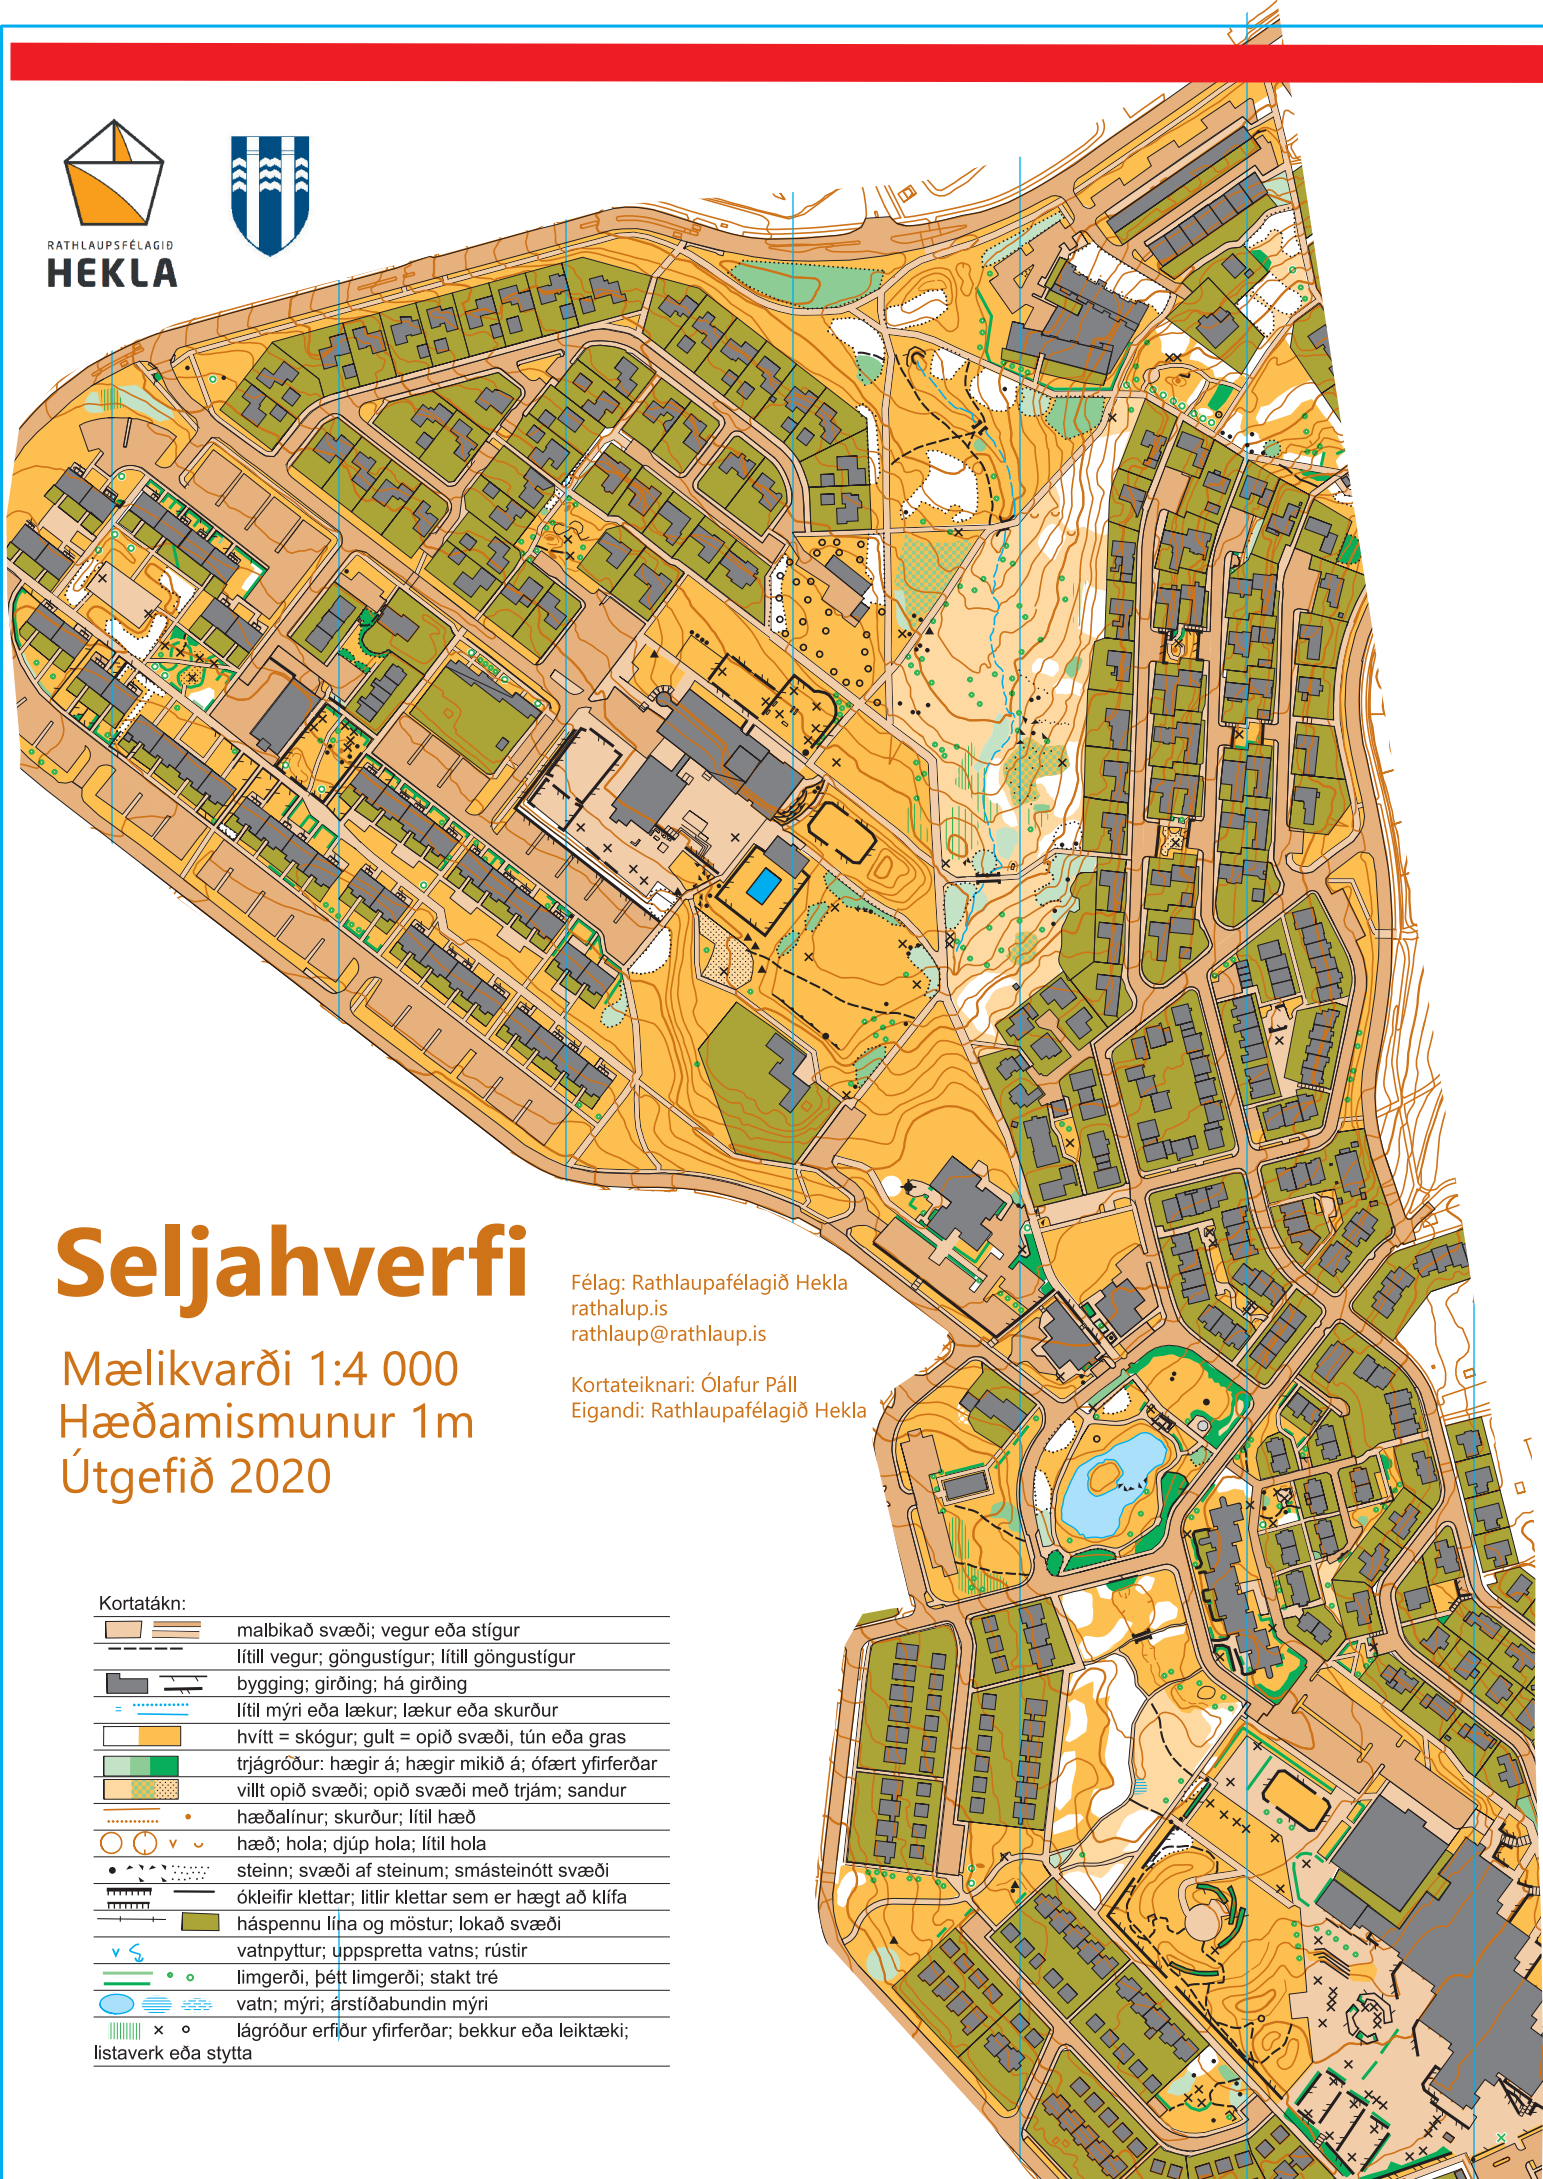 RATHLAUPSFÉLAGIÐ
HEKLA
Seljahverfi
Mælikvarði 1:4 000
Hæðamismunur 1m
Útgefið 2020
Félag: Rathlaupafélagið Hekla
rathalup.is
rathlaup@rathlaup.is
Kortateiknari: Ólafur Páll
Eigandi: Rathlaupafélagið Hekla
Kortatákn:
malbikað svæði; vegur eða stígur
lítill vegur; göngustígur; lítill göngustígur
bygging; girðing; há girðing
lítil mýri eða lækur; lækur eða skurður
hvítt = skógur; gult = opið svæði, tún eða gras
trjágróður: hægir á; hægir mikið á; ófært yfirferðar
villt opið svæði; opið svæði með trjám; sandur
hæðalínur; skurður; lítil hæð
hæð; hola; djúp hola; lítil hola
steinn; svæði af steinum; smásteinótt svæði
ókleifir klettar; litlir klettar sem er hægt að klífa
háspennu lína og möstur; lokað svæði
vatnpyttur; uppspretta vatns; rústir
limgerði, þétt limgerði; stakt tré
vatn; mýri; árstíðabundin mýri
lágróður erfiður yfirferðar; bekkur eða leiktæki;
listaverk eða stytta